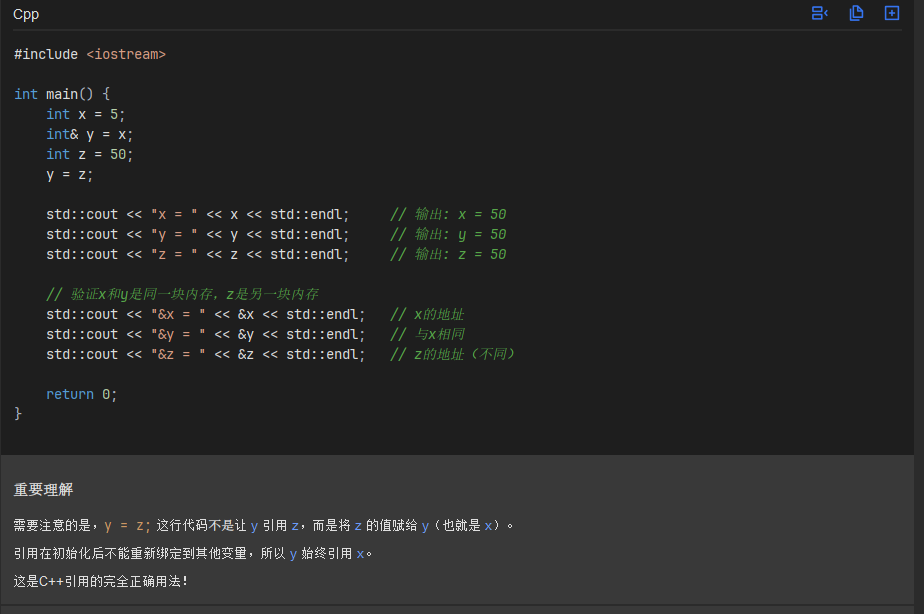 Cpp
#include <iostream>
int main() {
    int x = 5;
    int& y = x;
    int z = 50;
    y = z;
    std::cout << "x = " << x << std::endl;     // 输出: x = 50
    std::cout << "y = " << y << std::endl;     // 输出: y = 50
    std::cout << "z = " << z << std::endl;     // 输出: z = 50
    // 验证x和y是同一块内存，z是另一块内存
    std::cout << "&x = " << &x << std::endl;   // x的地址
    std::cout << "&y = " << &y << std::endl;   // 与x相同
    std::cout << "&z = " << &z << std::endl;   // z的地址（不同）
    return 0;
}
重要理解
需要注意的是，y = z; 这行代码不是让 y 引用 z，而是将 z 的值赋给 y（也就是 x）。
引用在初始化后不能重新绑定到其他变量，所以 y 始终引用 x。
这是C++引用的完全正确用法！